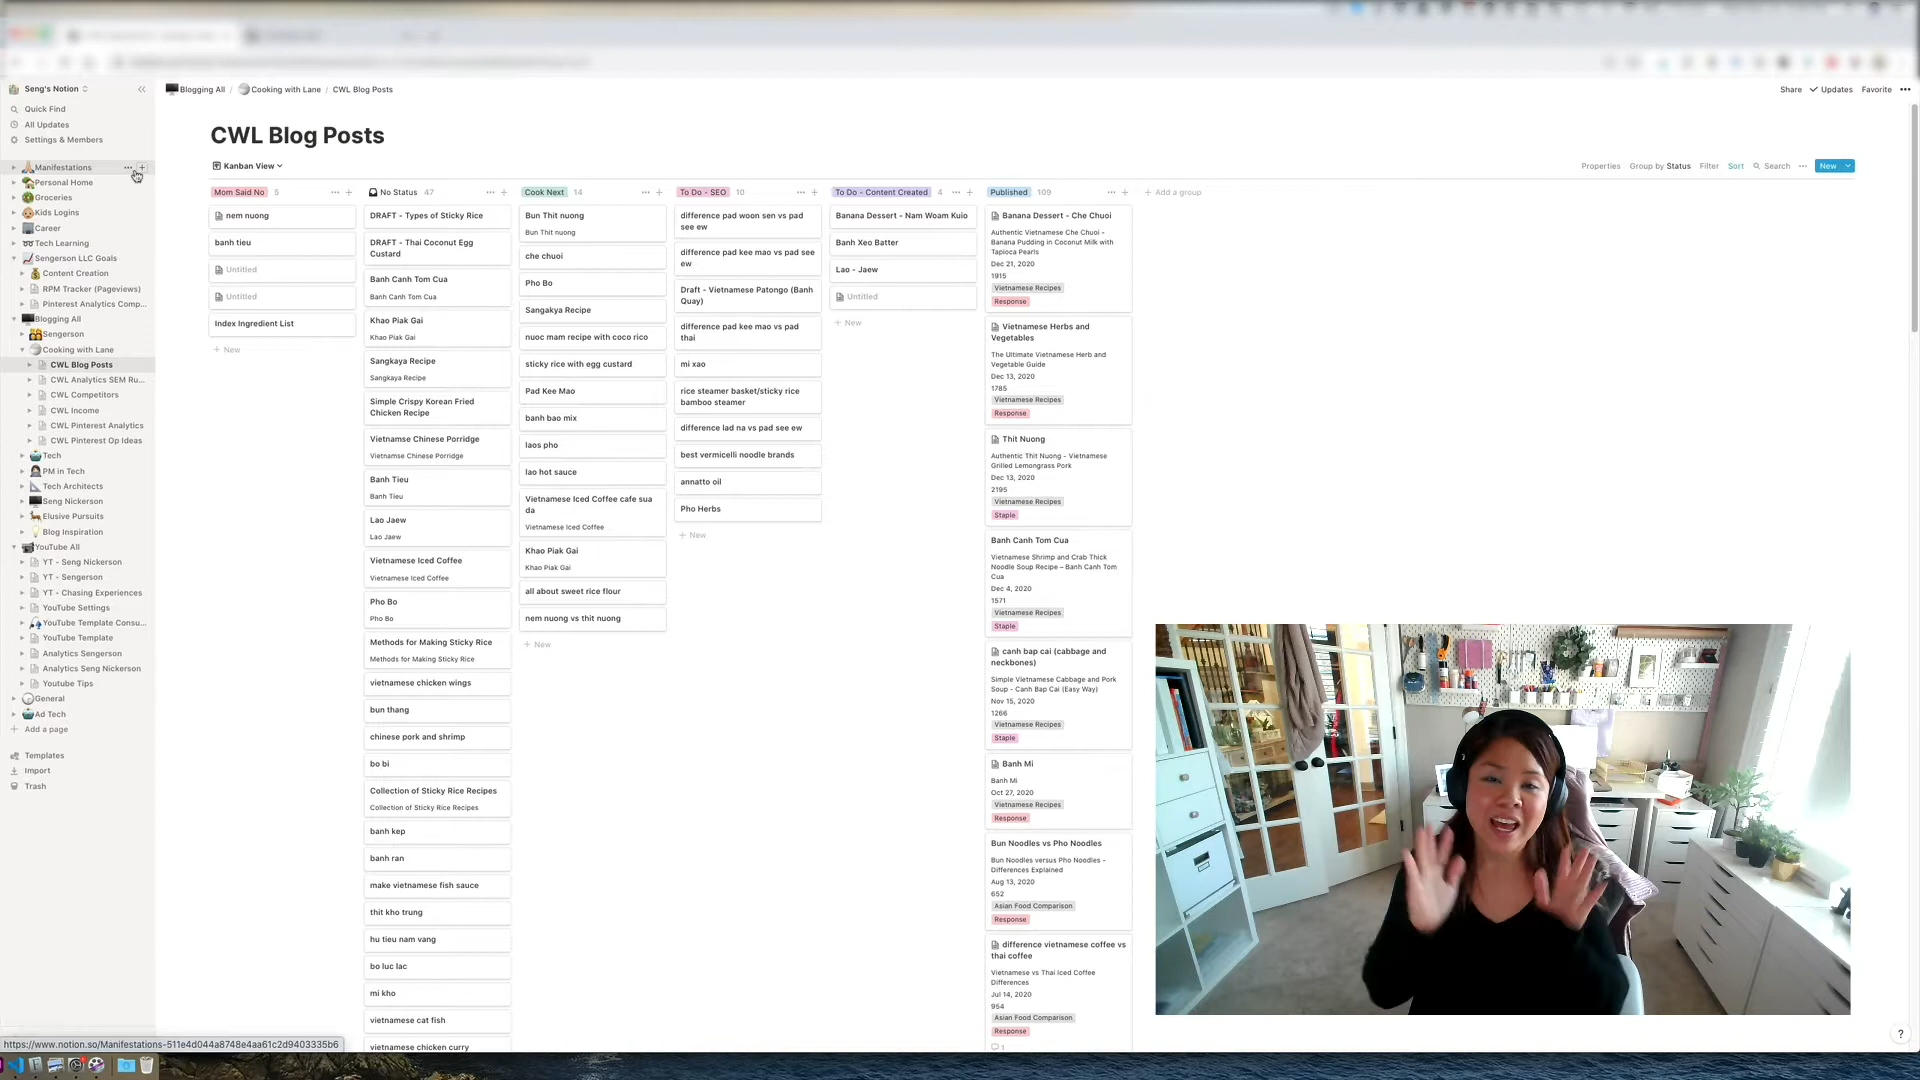 Seng's Notion
Quick Find
All Updates
Settings & Members
Manifestations
Personal Home
Groceries
Kids Logins
Career
Tech Learning
Sengerson LLC Goals
Content Creation
RPM Tracker (Pageviews)
Pinterest Analytics Comp...
Blogging All
Sengerson
Cooking with Lane
CWL Blog Posts
CWL Analytics SEM Ru...
CWL Competitors
CWL Income
CWL Pinterest Analytics
CWL Pinterest Op Ideas
Tech
PM in Tech
Tech Architects
Seng Nickerson
Elusive Pursuits
Blog Inspiration
YouTube All
YT - Seng Nickerson
YT - Sengerson
YT - Chasing Experiences
YouTube Settings
YouTube Template Consu...
YouTube Template
Analytics Sengerson
Analytics Seng Nickerson
Youtube Tips
General
Ad Tech
Add a page
Templates
Import
Trash
https://www.notion.so/Manifestations-511e4d044a8748e4aa61c2d9403335b6
Blogging All / Cooking with Lane / CWL Blog Posts
Share Updates Favorite
CWL Blog Posts
Kanban View
Properties Group by Status Filter Sort Search New
Mom Said No 5
nem nuong
banh tieu
Untitled
Untitled
Index Ingredient List
+ New
No Status 47
DRAFT - Types of Sticky Rice
DRAFT - Thai Coconut Egg
Custard
Banh Canh Tom Cua
Banh Canh Tom Cua
Khao Piak Gai
Khao Piak Gai
Sangkaya Recipe
Sangkaya Recipe
Simple Crispy Korean Fried
Chicken Recipe
Vietnamse Chinese Porridge
Vietnamse Chinese Porridge
Banh Tieu
Banh Tieu
Lao Jaew
Lao Jaew
Vietnamese Iced Coffee
Vietnamese Iced Coffee
Pho Bo
Pho Bo
Methods for Making Sticky Rice
Methods for Making Sticky Rice
vietnamese chicken wings
bun thang
chinese pork and shrimp
bo bi
Collection of Sticky Rice Recipes
Collection of Sticky Rice Recipes
banh kep
banh ran
make vietnamese fish sauce
thit kho trung
hu tieu nam vang
bo luc lac
mi kho
vietnamese cat fish
vietnamese chicken curry
Cook Next 14
Bun Thit nuong
Bun Thit nuong
che chuoi
Pho Bo
Sangakya Recipe
nuoc mam recipe with coco rico
sticky rice with egg custard
Pad Kee Mao
banh bao mix
laos pho
lao hot sauce
Vietnamese Iced Coffee cafe sua
da
Vietnamese Iced Coffee
Khao Piak Gai
Khao Piak Gai
all about sweet rice flour
nem nuong vs thit nuong
+ New
To Do - SEO 10
difference pad woon sen vs pad
see ew
difference pad kee mao vs pad see
ew
Draft - Vietnamese Patongo (Banh
Quay)
difference pad kee mao vs pad
thai
mi xao
rice steamer basket/sticky rice
bamboo steamer
difference lad na vs pad see ew
best vermicelli noodle brands
annatto oil
Pho Herbs
+ New
To Do - Content Created 4
Banana Dessert - Nam Woam Kuio
Banh Xeo Batter
Lao - Jaew
Untitled
+ New
Published 109
Banana Dessert - Che Chuoi
Authentic Vietnamese Che Chuoi -
Banana Pudding in Coconut Milk with
Tapioca Pearls
Dec 21, 2020
1915
Vietnamese Recipes
Response
Vietnamese Herbs and
Vegetables
The Ultimate Vietnamese Herb and
Vegetable Guide
Dec 13, 2020
1785
Vietnamese Recipes
Response
Thit Nuong
Authentic Thit Nuong - Vietnamese
Grilled Lemongrass Pork
Dec 13, 2020
2195
Vietnamese Recipes
Staple
Banh Canh Tom Cua
Vietnamese Shrimp and Crab Thick
Noodle Soup Recipe – Banh Canh Tom
Cua
Dec 4, 2020
1571
Vietnamese Recipes
Staple
canh bap cai (cabbage and
neckbones)
Simple Vietnamese Cabbage and Pork
Soup - Canh Bap Cai (Easy Way)
Nov 15, 2020
1266
Vietnamese Recipes
Staple
Banh Mi
Banh Mi
Oct 27, 2020
Vietnamese Recipes
Response
Bun Noodles vs Pho Noodles
Bun Noodles versus Pho Noodles -
Differences Explained
Aug 13, 2020
652
Asian Food Comparison
Response
difference vietnamese coffee vs
thai coffee
Vietnamese vs Thai Iced Coffee
Differences
Jul 14, 2020
954
Asian Food Comparison
Response
1
+ Add a group
?